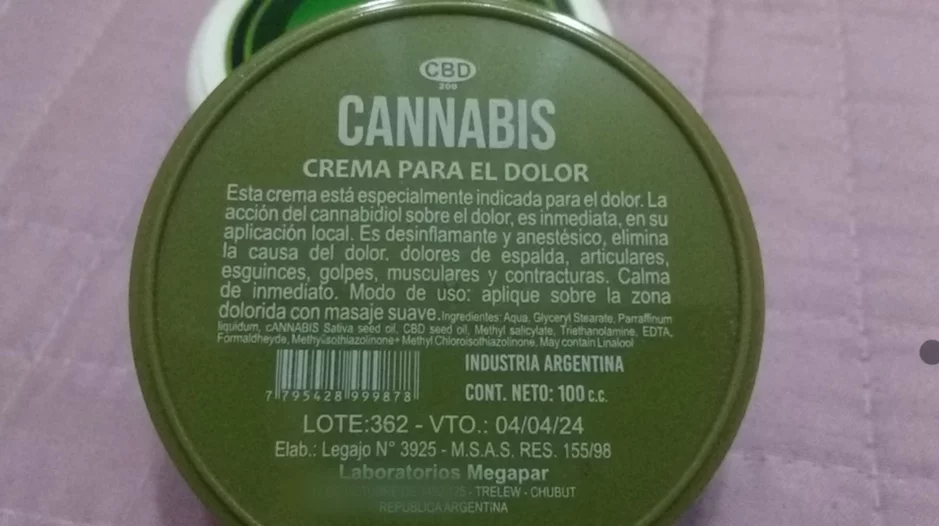 CBD
200
CANNABIS
CREMA PARA EL DOLOR
Esta crema está especialmente indicada para el dolor. La
acción del cannabidiol sobre el dolor, es inmediata, en su
aplicación local. Es desinflamante y anestésico, elimina
la causa del dolor. dolores de espalda, articulares,
esguinces, golpes, musculares y contracturas. Calma
de inmediato. Modo de uso: aplique sobre la zona
dolorida con masaje suave. Ingredientes: Aqua, Glyceryl Stearate, Parraffinum
liquidum, cANNABIS Sativa seed oil, CBD seed oil, Methyl salicylate, Triethanolamine, EDTA,
Formaldheyde, Methylisothiazolinone+ Methyl Chloroisothiazolinone, May contain Linalool
INDUSTRIA ARGENTINA
7 795428 999878
CONT. NETO: 100 c.c.
LOTE:362 - VTO.: 04/04/24
Elab.: Legajo N° 3925 - M.S.A.S. RES. 155/98
Laboratorios Megapar
- TRELEW - CHUBUT
REPUBLICA ARGENTINA